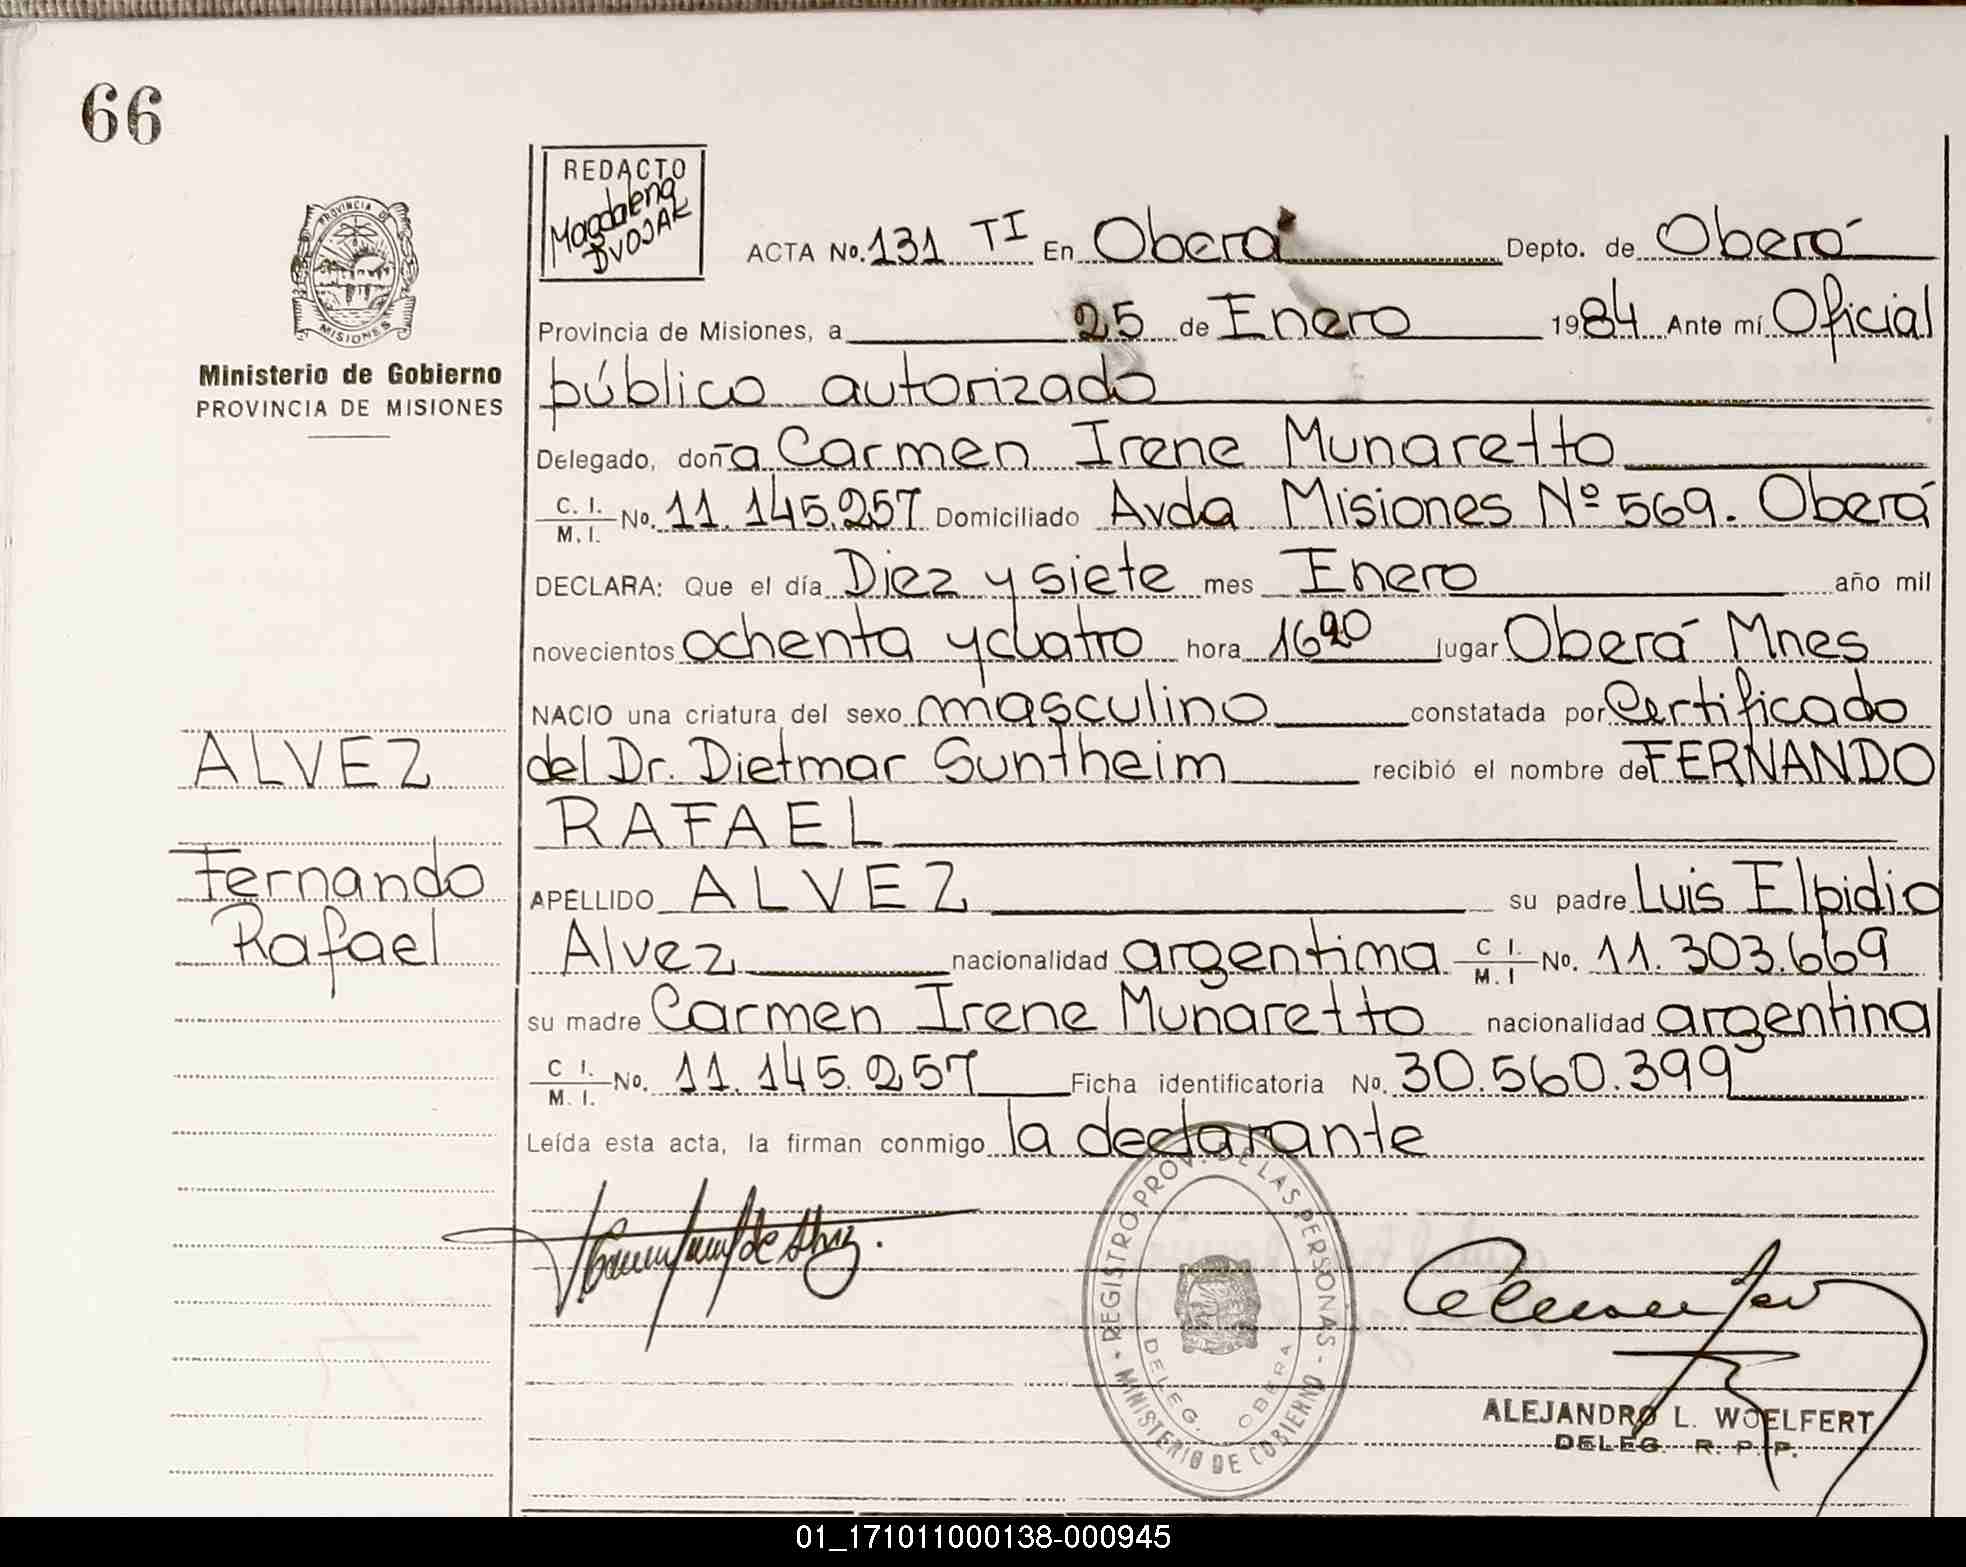 66
PROVINCIA DE
MISIONES
Ministerio de Gobierno
PROVINCIA DE MISIONES
REDACTO
Magdalena
DVOJAK
ACTA No. 131 TI En Oberá Depto. de Oberá
Provincia de Misiones, a 25 de Enero 1984 Ante mí Oficial
público autorizado
Delegado, doña Carmen Irene Munaretto
C. I. M. I. No. 11.145.257 Domiciliado Avda Misiones Nº 569. Oberá
DECLARA: Que el día Diez y siete mes Enero año mil
novecientos ochenta y cuatro hora 16 lugar Oberá Mnes
NACIO una criatura del sexo masculino constatada por Certificado
del Dr. Dietmar Suntheim recibió el nombre de FERNANDO
RAFAEL
APELLIDO ALVEZ su padre Luis Elpidio
Alvez nacionalidad argentina C I. M. I No. 11.303.669
su madre Carmen Irene Munaretto nacionalidad argentina
C I. M. I. No. 11.145.257 Ficha identificatoria No. 30.560.399
Leída esta acta, la firman conmigo la declarante
ALVEZ
Fernando
Rafael
REGISTRO PROV. DE LAS PERSONAS - MINISTERIO DE GOBIERNO
DELEG. OBERA
ALEJANDRO L. WOELFERT
DELEG. R. P. P.
01_171011000138-000945